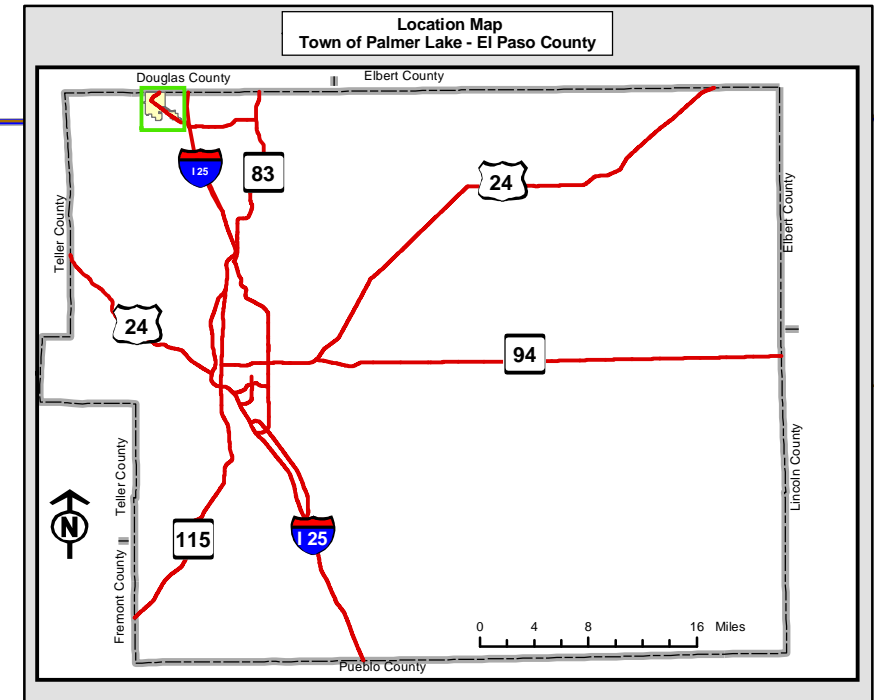 Location Map
Town of Palmer Lake - El Paso County
Douglas County
Elbert County
I 25
83
24
Teller County
Elbert County
24
94
Teller County
Lincoln County
N
115
I 25
Fremont County
0 4 8 16 Miles
Pueblo County